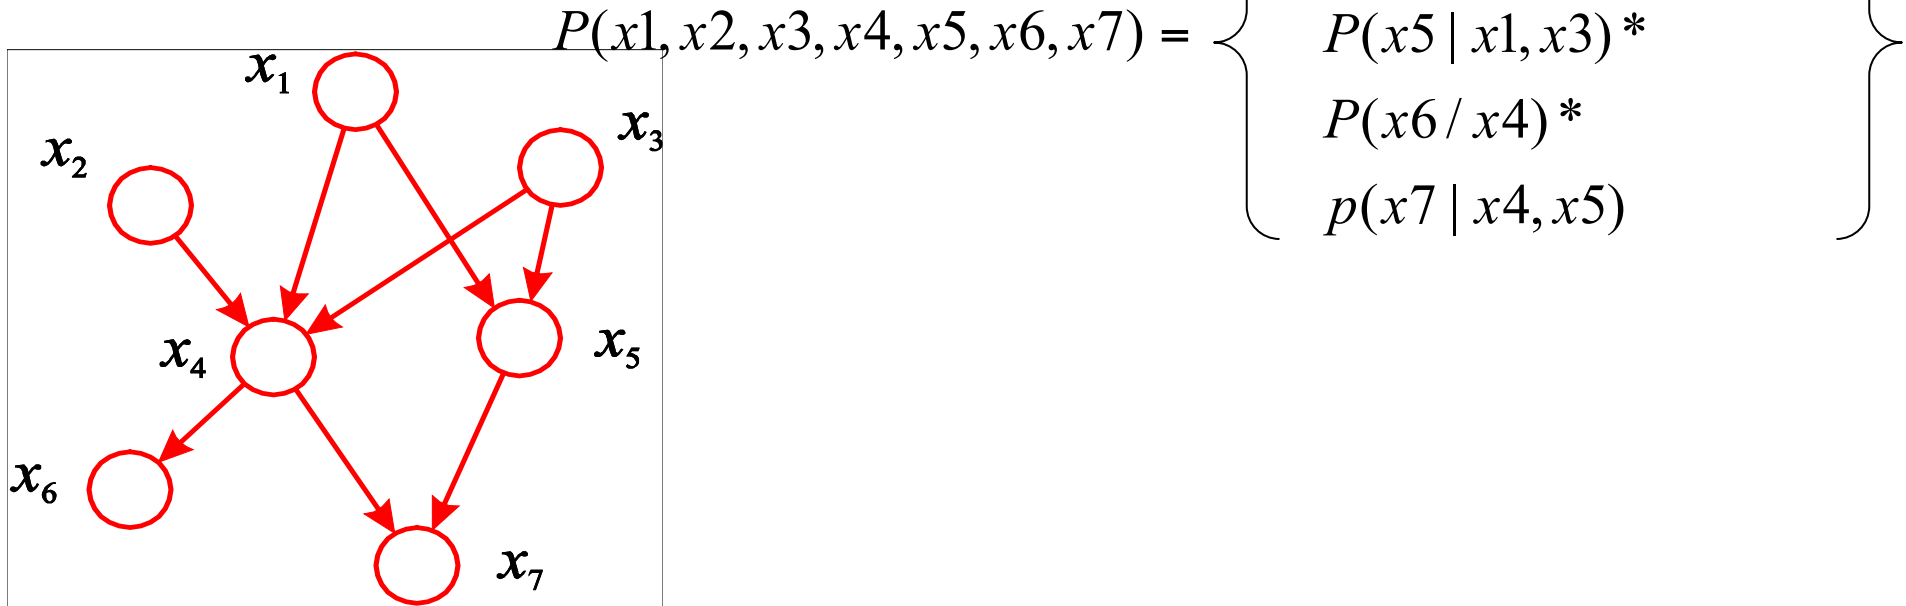 P(x1, x2, x3, x4, x5, x6, x7) =
P(x5 | x1, x3) *
P(x6 / x4) *
p(x7 | x4, x5)
x₁
x₃
x₂
x₄
x₅
x₆
x₇